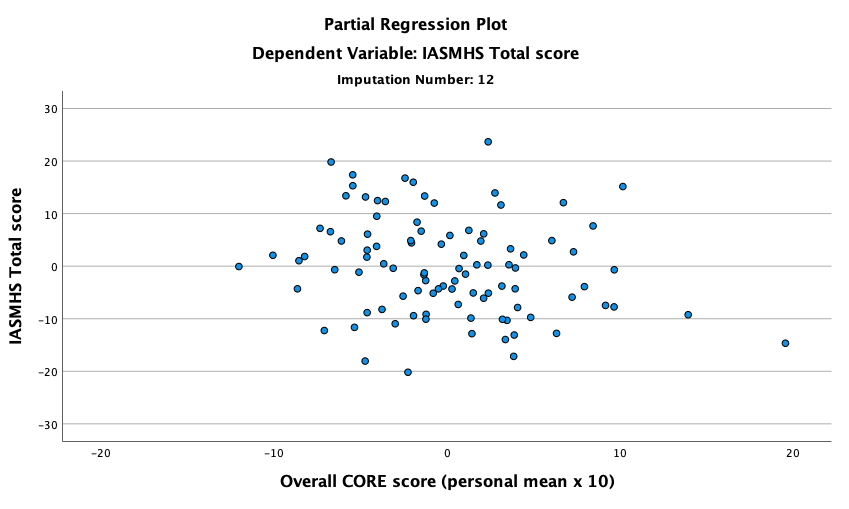 Partial Regression Plot
Dependent Variable: IASMHS Total score
Imputation Number: 12
IASMHS Total score
30
20
10
0
-10
-20
-30
-20
-10
0
10
20
Overall CORE score (personal mean x 10)